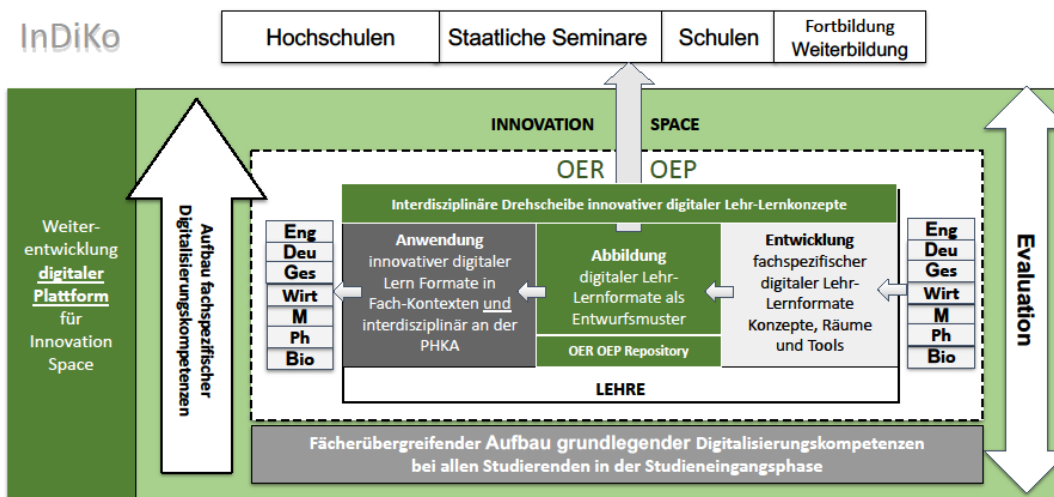 InDiKo
Hochschulen
Staatliche Seminare
Schulen
Fortbildung
Weiterbildung
INNOVATION SPACE
OER OEP
Weiter-
entwicklung
digitaler
Plattform
für
Innovation
Space
Aufbau fachspezifischer
Digitalisierungskompetenzen
Eng
Deu
Ges
Wirt
M
Ph
Bio
Interdisziplinäre Drehscheibe innovativer digitaler Lehr-Lernkonzepte
Anwendung
innovativer digitaler
Lern Formate in
Fach-Kontexten und
interdisziplinär an der
PHKA
Abbildung
digitaler Lehr-
Lernformate als
Entwurfsmuster
OER OEP Repository
Entwicklung
fachspezifischer
digitaler Lehr-
Lernformate
Konzepte, Räume
und Tools
LEHRE
Eng
Deu
Ges
Wirt
M
Ph
Bio
Evaluation
Fächerübergreifender Aufbau grundlegender Digitalisierungskompetenzen
bei allen Studierenden in der Studieneingangsphase